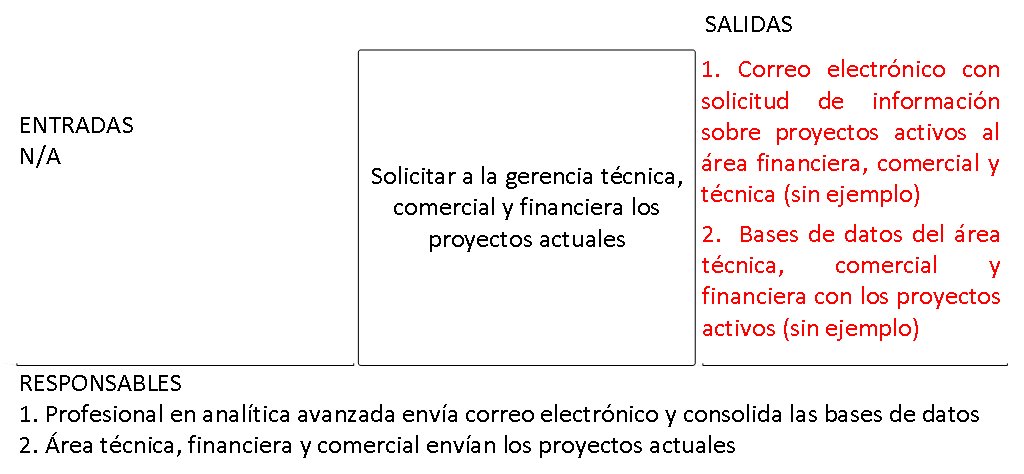 ENTRADAS
N/A
Solicitar a la gerencia técnica,
comercial y financiera los
proyectos actuales
SALIDAS
1. Correo electrónico con
solicitud de información
sobre proyectos activos al
área financiera, comercial y
técnica (sin ejemplo)
2. Bases de datos del área
técnica, comercial y
financiera con los proyectos
activos (sin ejemplo)
RESPONSABLES
1. Profesional en analítica avanzada envía correo electrónico y consolida las bases de datos
2. Área técnica, financiera y comercial envían los proyectos actuales